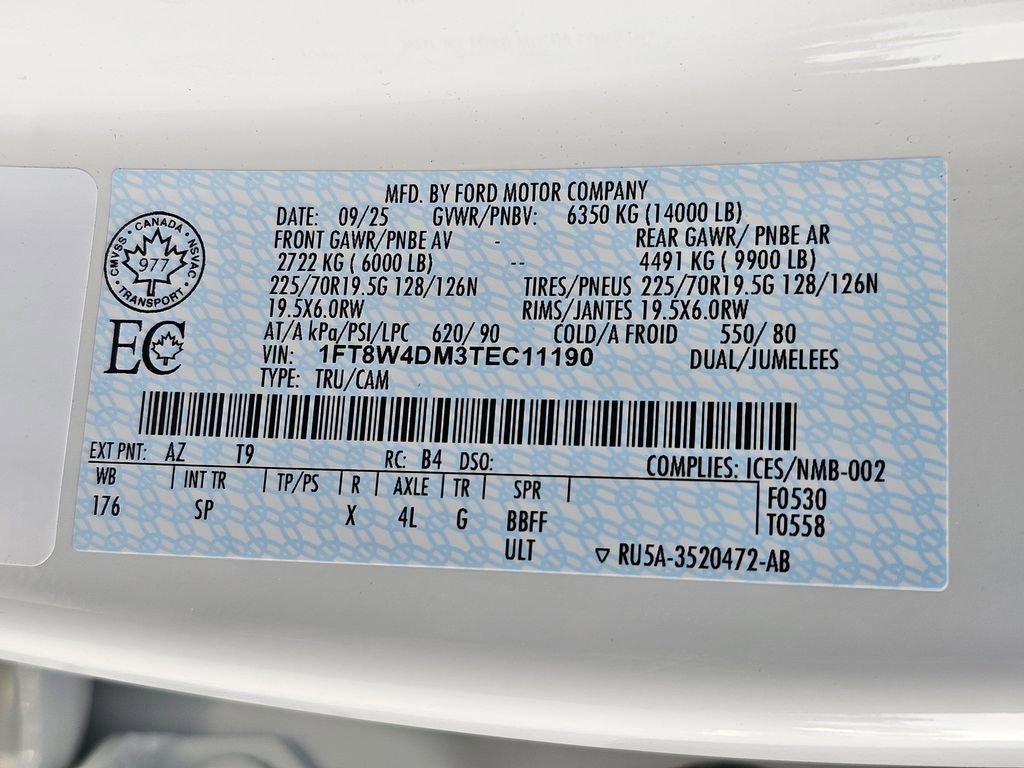 MFD. BY FORD MOTOR COMPANY
DATE: 09/25 GVWR/PNBV: 6350 KG (14000 LB)
FRONT GAWR/PNBE AV - REAR GAWR/ PNBE AR
2722 KG ( 6000 LB) -- 4491 KG ( 9900 LB)
225/70R19.5G 128/126N TIRES/PNEUS 225/70R19.5G 128/126N
19.5X6.0RW RIMS/JANTES 19.5X6.0RW
AT/A kPa/PSI/LPC 620/ 90 COLD/A FROID 550/ 80
VIN: 1FT8W4DM3TEC11190 DUAL/JUMELEES
TYPE: TRU/CAM
CMVSS · CANADA · NSVAC
977
TRANSPORT
EC
EXT PNT: AZ T9 RC: B4 DSO: COMPLIES: ICES/NMB-002
WB | INT TR | TP/PS | R | AXLE | TR | SPR | F0530
176 SP X 4L G BBFF T0558
ULT RU5A-3520472-AB